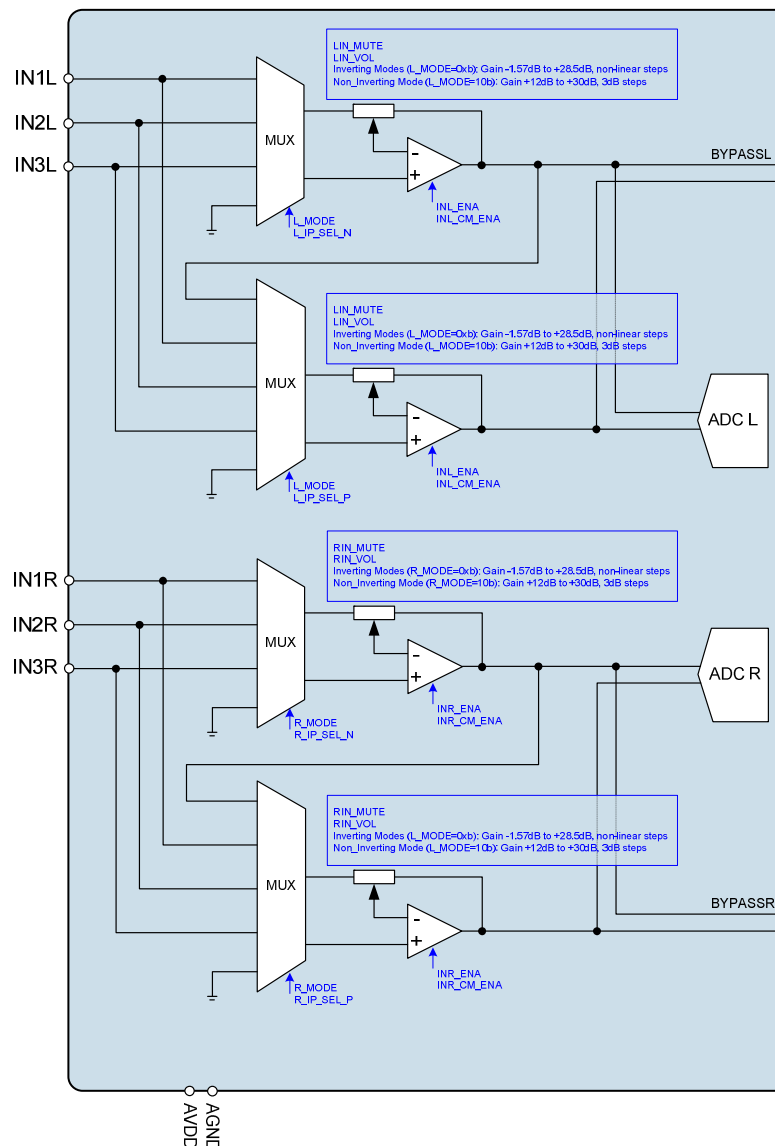 LIN_MUTE
LIN_VOL
Inverting Modes (L_MODE=0xb): Gain -1.57dB to +28.5dB, non-linear steps
Non_Inverting Mode (L_MODE=10b): Gain +12dB to +30dB, 3dB steps
IN1L
IN2L
IN3L
MUX
-
+
BYPASSL
L_MODE
L_IP_SEL_N
INL_ENA
INL_CM_ENA
LIN_MUTE
LIN_VOL
Inverting Modes (L_MODE=0xb): Gain -1.57dB to +28.5dB, non-linear steps
Non_Inverting Mode (L_MODE=10b): Gain +12dB to +30dB, 3dB steps
MUX
-
+
ADC L
L_MODE
L_IP_SEL_P
INL_ENA
INL_CM_ENA
RIN_MUTE
RIN_VOL
Inverting Modes (R_MODE=0xb): Gain -1.57dB to +28.5dB, non-linear steps
Non_Inverting Mode (R_MODE=10b): Gain +12dB to +30dB, 3dB steps
IN1R
IN2R
IN3R
MUX
-
+
ADC R
R_MODE
R_IP_SEL_N
INR_ENA
INR_CM_ENA
RIN_MUTE
RIN_VOL
Inverting Modes (L_MODE=0xb): Gain -1.57dB to +28.5dB, non-linear steps
Non_Inverting Mode (L_MODE=10b): Gain +12dB to +30dB, 3dB steps
MUX
-
+
BYPASSR
R_MODE
R_IP_SEL_P
INR_ENA
INR_CM_ENA
AVDD
AGND